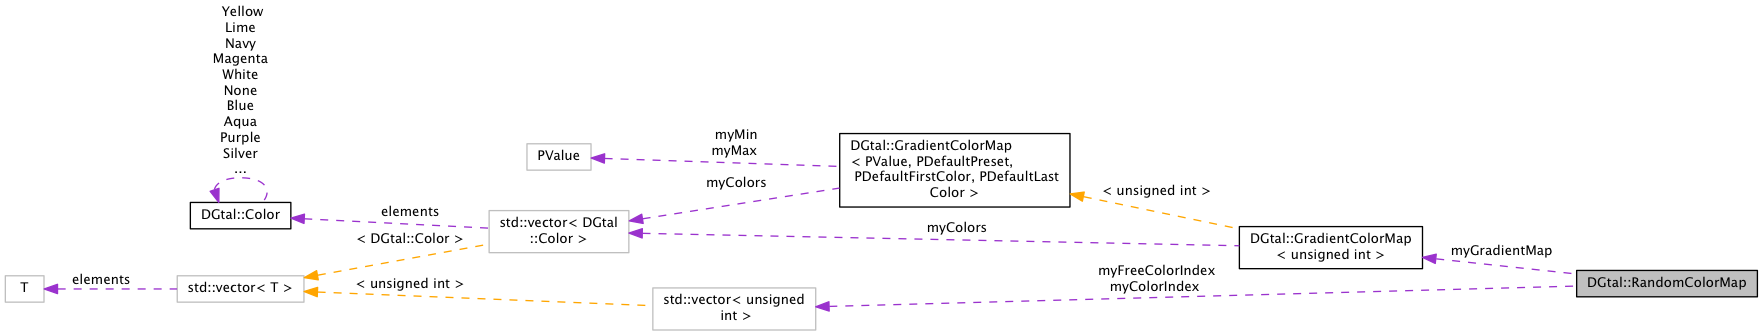 Yellow
Lime
Navy
Magenta
White
None
Blue
Aqua
Purple
Silver
...
DGtal::Color
elements
T
elements
std::vector< T >
< DGtal::Color >
< unsigned int >
std::vector< DGtal
::Color >
PValue
myMin
myMax
myColors
DGtal::GradientColorMap
< PValue, PDefaultPreset,
PDefaultFirstColor, PDefaultLast
Color >
< unsigned int >
myColors
DGtal::GradientColorMap
< unsigned int >
std::vector< unsigned
int >
myFreeColorIndex
myColorIndex
myGradientMap
DGtal::RandomColorMap